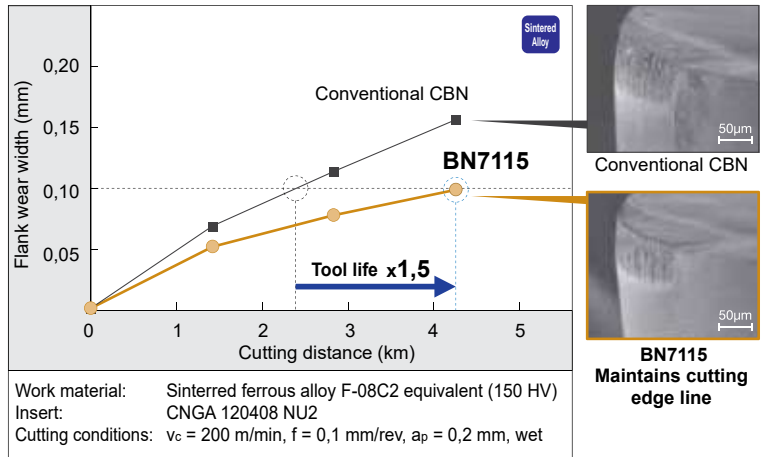 Sintered
Alloy
Flank wear width (mm)
0,20
0,15
0,10
0,05
0
0
1
2
3
4
5
Cutting distance (km)
Conventional CBN
BN7115
Tool life x1,5
50µm
Conventional CBN
50µm
BN7115
Maintains cutting
edge line
Work material: Sinterred ferrous alloy F-08C2 equivalent (150 HV)
Insert: CNGA 120408 NU2
Cutting conditions: vc = 200 m/min, f = 0,1 mm/rev, ap = 0,2 mm, wet